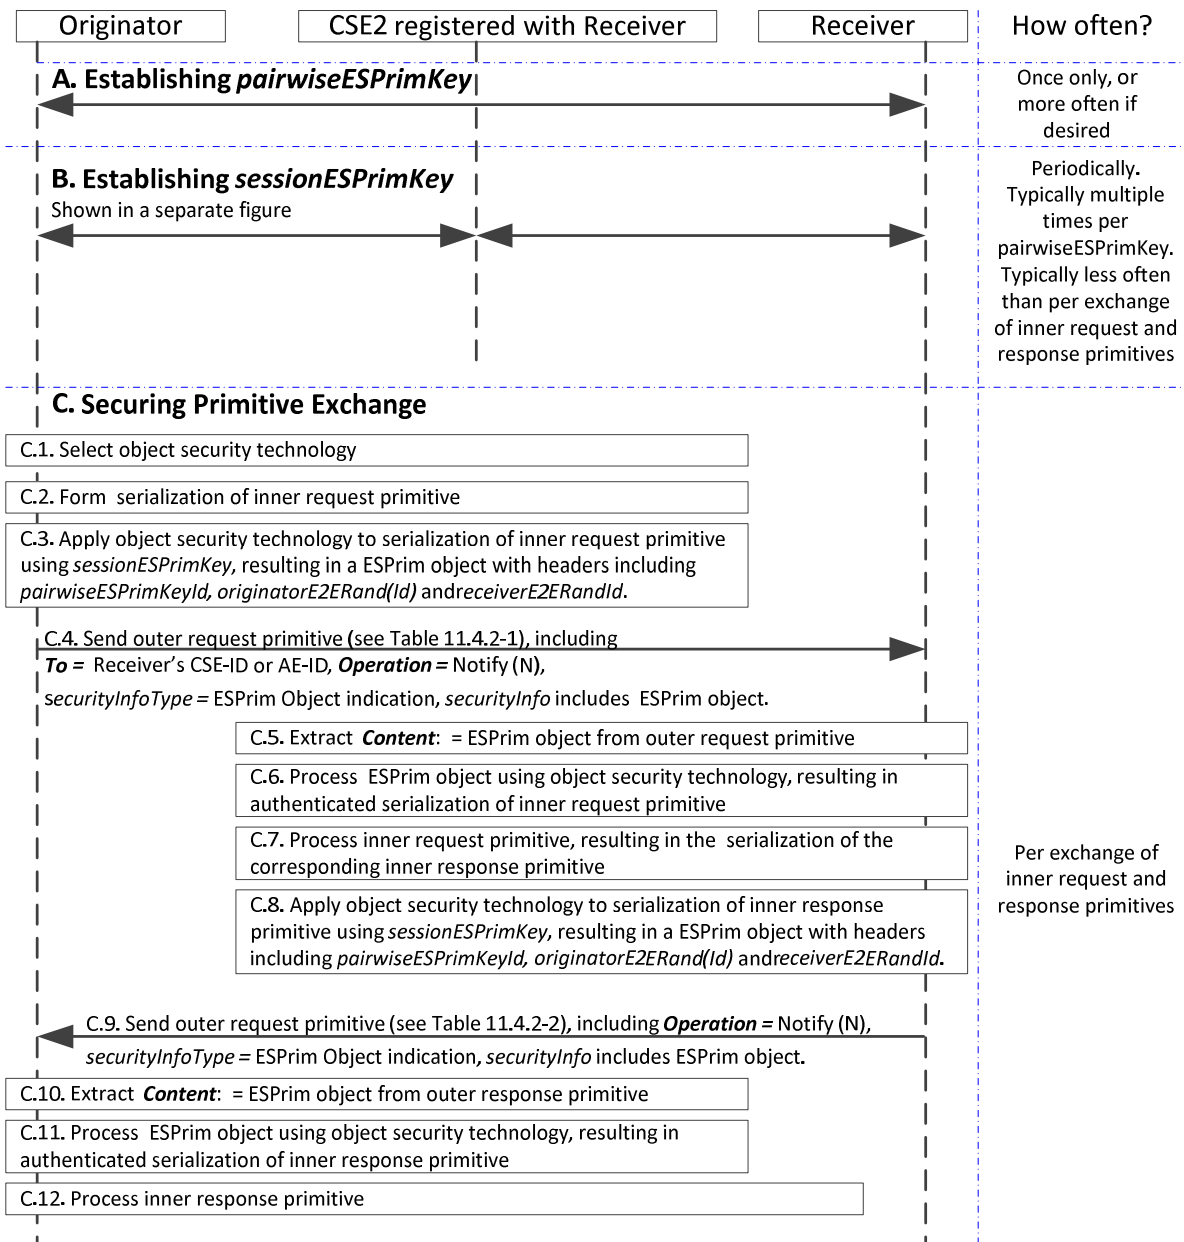 Originator
CSE2 registered with Receiver
Receiver
How often?
A. Establishing pairwiseESPrimKey
Once only, or
more often if
desired
B. Establishing sessionESPrimKey
Shown in a separate figure
Periodically.
Typically multiple
times per
pairwiseESPrimKey.
Typically less often
than per exchange
of inner request and
response primitives
C. Securing Primitive Exchange
C.1. Select object security technology
C.2. Form serialization of inner request primitive
C.3. Apply object security technology to serialization of inner request primitive
using sessionESPrimKey, resulting in a ESPrim object with headers including
pairwiseESPrimKeyId, originatorE2ERand(Id) andreceiverE2ERandId.
C.4. Send outer request primitive (see Table 11.4.2-1), including
To = Receiver's CSE-ID or AE-ID, Operation = Notify (N),
securityInfoType = ESPrim Object indication, securityInfo includes ESPrim object.
C.5. Extract Content: = ESPrim object from outer request primitive
C.6. Process ESPrim object using object security technology, resulting in
authenticated serialization of inner request primitive
C.7. Process inner request primitive, resulting in the serialization of the
corresponding inner response primitive
C.8. Apply object security technology to serialization of inner response
primitive using sessionESPrimKey, resulting in a ESPrim object with headers
including pairwiseESPrimKeyId, originatorE2ERand(Id) andreceiverE2ERandId.
Per exchange of
inner request and
response primitives
C.9. Send outer request primitive (see Table 11.4.2-2), including Operation = Notify (N),
securityInfoType = ESPrim Object indication, securityInfo includes ESPrim object.
C.10. Extract Content: = ESPrim object from outer response primitive
C.11. Process ESPrim object using object security technology, resulting in
authenticated serialization of inner response primitive
C.12. Process inner response primitive